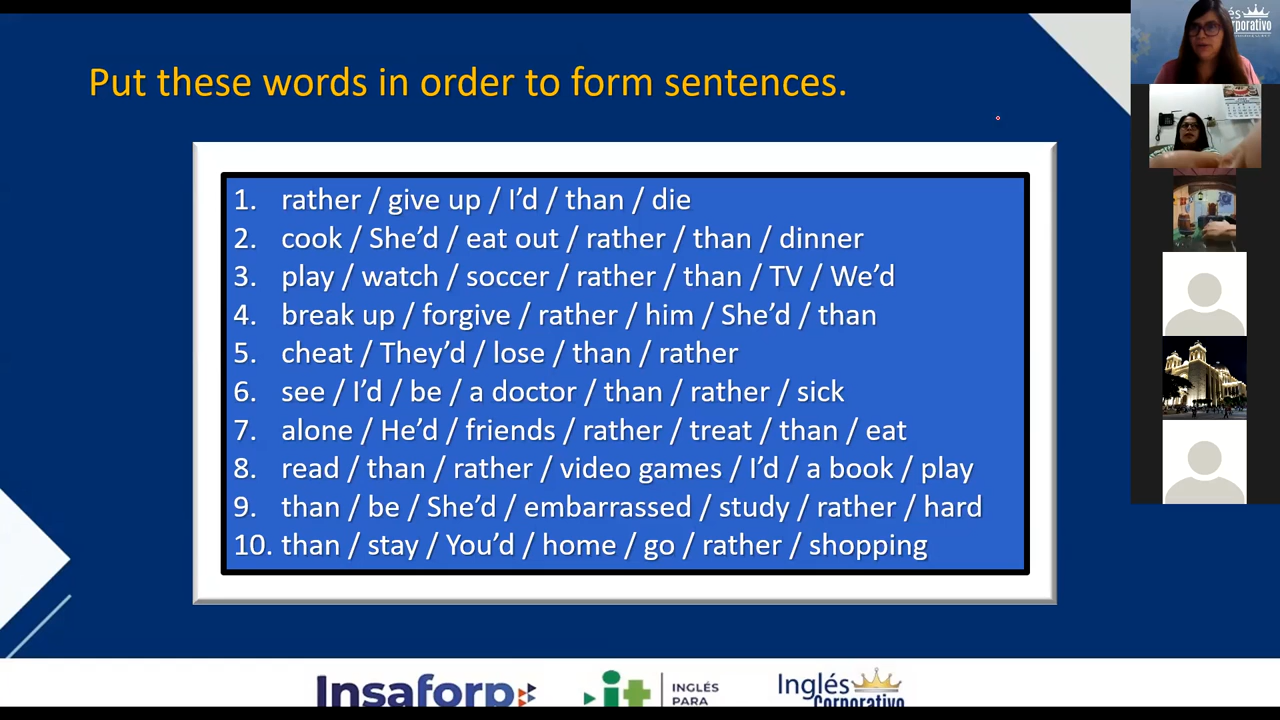 Put these words in order to form sentences.
1. rather / give up / I’d / than / die
2. cook / She’d / eat out / rather / than / dinner
3. play / watch / soccer / rather / than / TV / We’d
4. break up / forgive / rather / him / She’d / than
5. cheat / They’d / lose / than / rather
6. see / I’d / be / a doctor / than / rather / sick
7. alone / He’d / friends / rather / treat / than / eat
8. read / than / rather / video games / I’d / a book / play
9. than / be / She’d / embarrassed / study / rather / hard
10. than / stay / You’d / home / go / rather / shopping
Insaforp
it
INGLÉS
PARA
Inglés
Corporativo